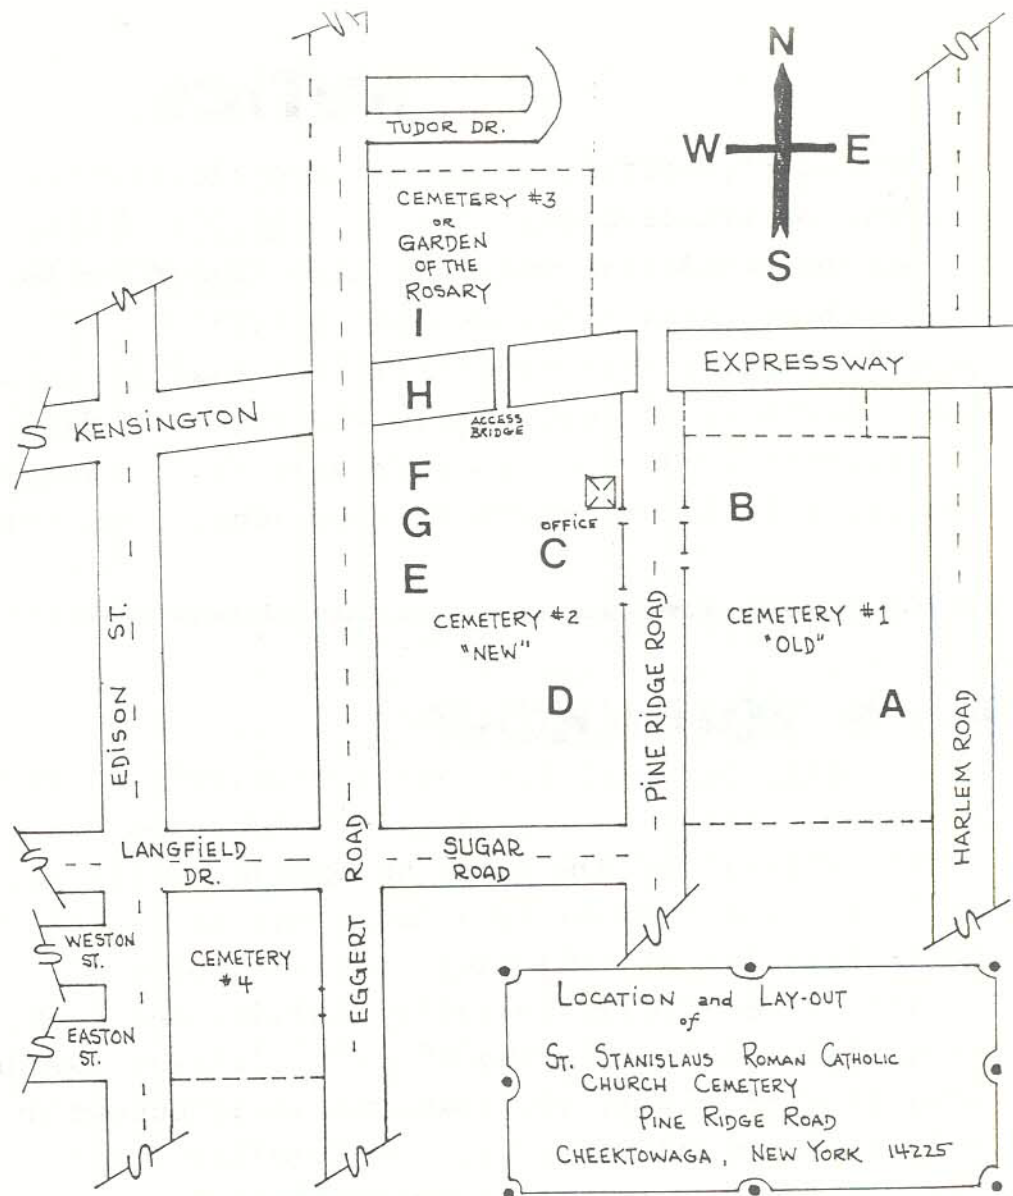 N
W E
S
TUDOR DR.
CEMETERY #3
OR
GARDEN
OF THE
ROSARY
I
H
KENSINGTON
EXPRESSWAY
ACCESS
BRIDGE
F
G
E
OFFICE
C
B
CEMETERY #2
"NEW"
CEMETERY #1
"OLD"
D
A
EDISON ST.
PINE RIDGE ROAD
HARLEM ROAD
EGGERT ROAD
LANGFIELD
DR.
SUGAR
ROAD
WESTON
ST.
CEMETERY
#4
EASTON
ST.
LOCATION and LAY-OUT
of
ST. STANISLAUS ROMAN CATHOLIC
CHURCH CEMETERY
PINE RIDGE ROAD
CHEEKTOWAGA, NEW YORK 14225